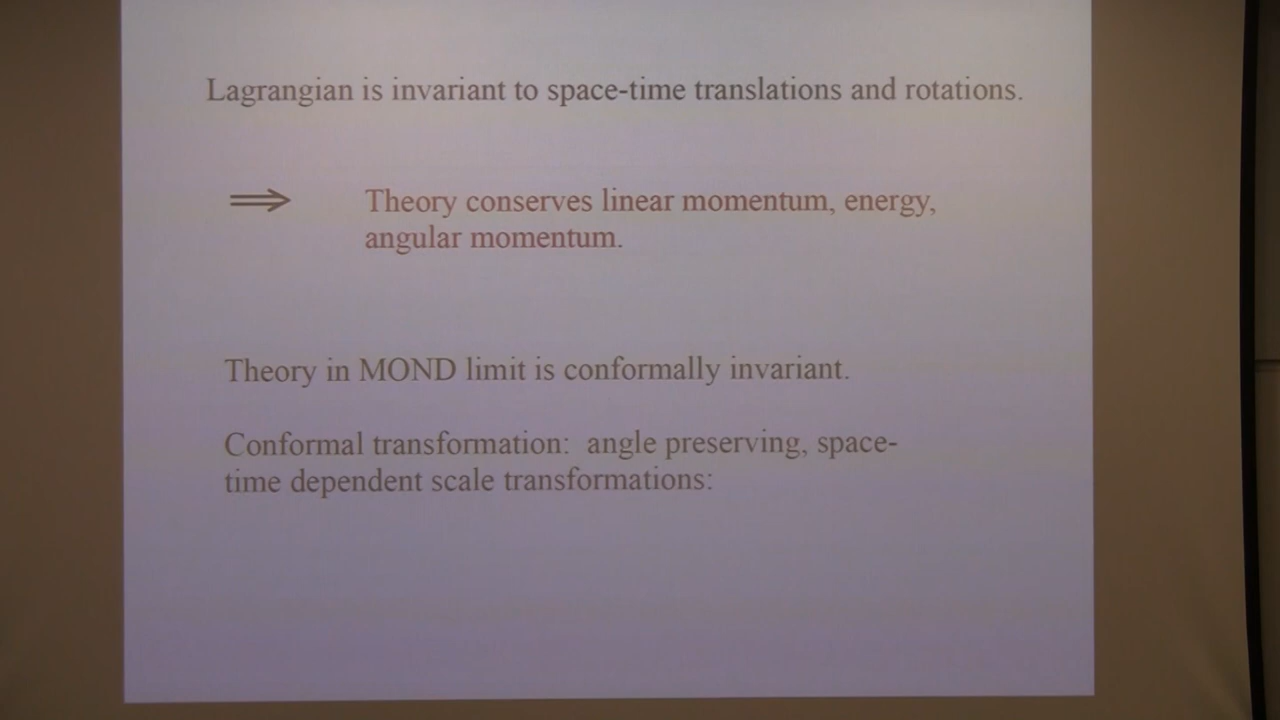 Lagrangian is invariant to space-time translations and rotations.
⟹ Theory conserves linear momentum, energy,
angular momentum.
Theory in MOND limit is conformally invariant.
Conformal transformation: angle preserving, space-
time dependent scale transformations: